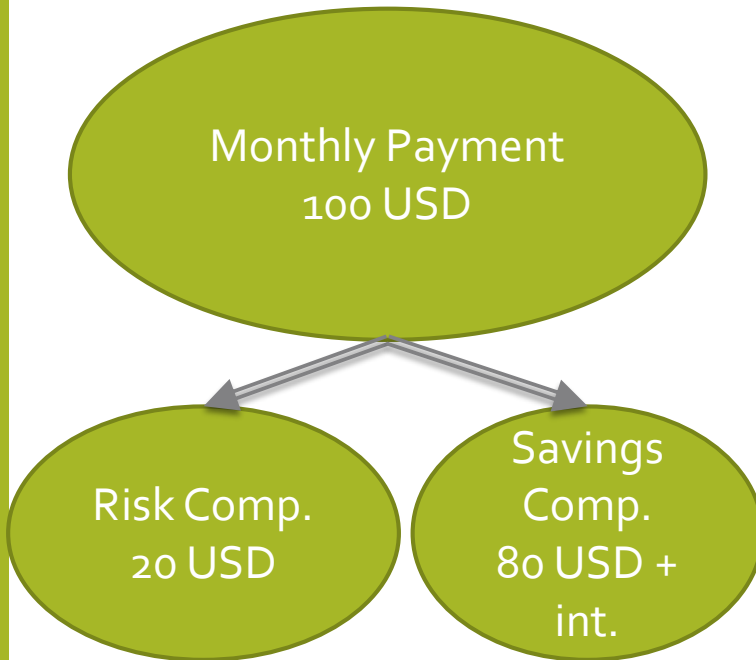 Monthly Payment
100 USD
Risk Comp.
20 USD
Savings
Comp.
80 USD +
int.